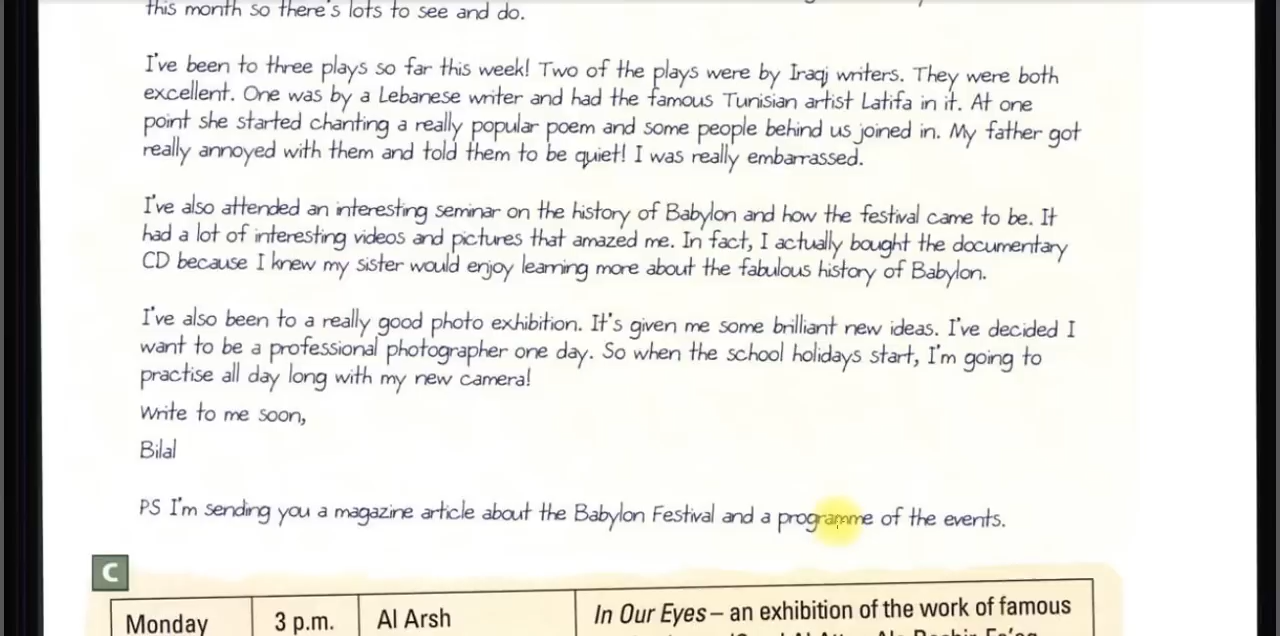 this month so there's lots to see and do.
I've been to three plays so far this week! Two of the plays were by Iraqi writers. They were both
excellent. One was by a Lebanese writer and had the famous Tunisian artist Latifa in it. At one
point she started chanting a really popular poem and some people behind us joined in. My father got
really annoyed with them and told them to be quiet! I was really embarrassed.
I've also attended an interesting seminar on the history of Babylon and how the festival came to be. It
had a lot of interesting videos and pictures that amazed me. In fact, I actually bought the documentary
CD because I knew my sister would enjoy learning more about the fabulous history of Babylon.
I've also been to a really good photo exhibition. It's given me some brilliant new ideas. I've decided I
want to be a professional photographer one day. So when the school holidays start, I'm going to
practise all day long with my new camera!
Write to me soon,
Bilal
PS I'm sending you a magazine article about the Babylon Festival and a programme of the events.
C
Monday 3 p.m. Al Arsh In Our Eyes – an exhibition of the work of famous